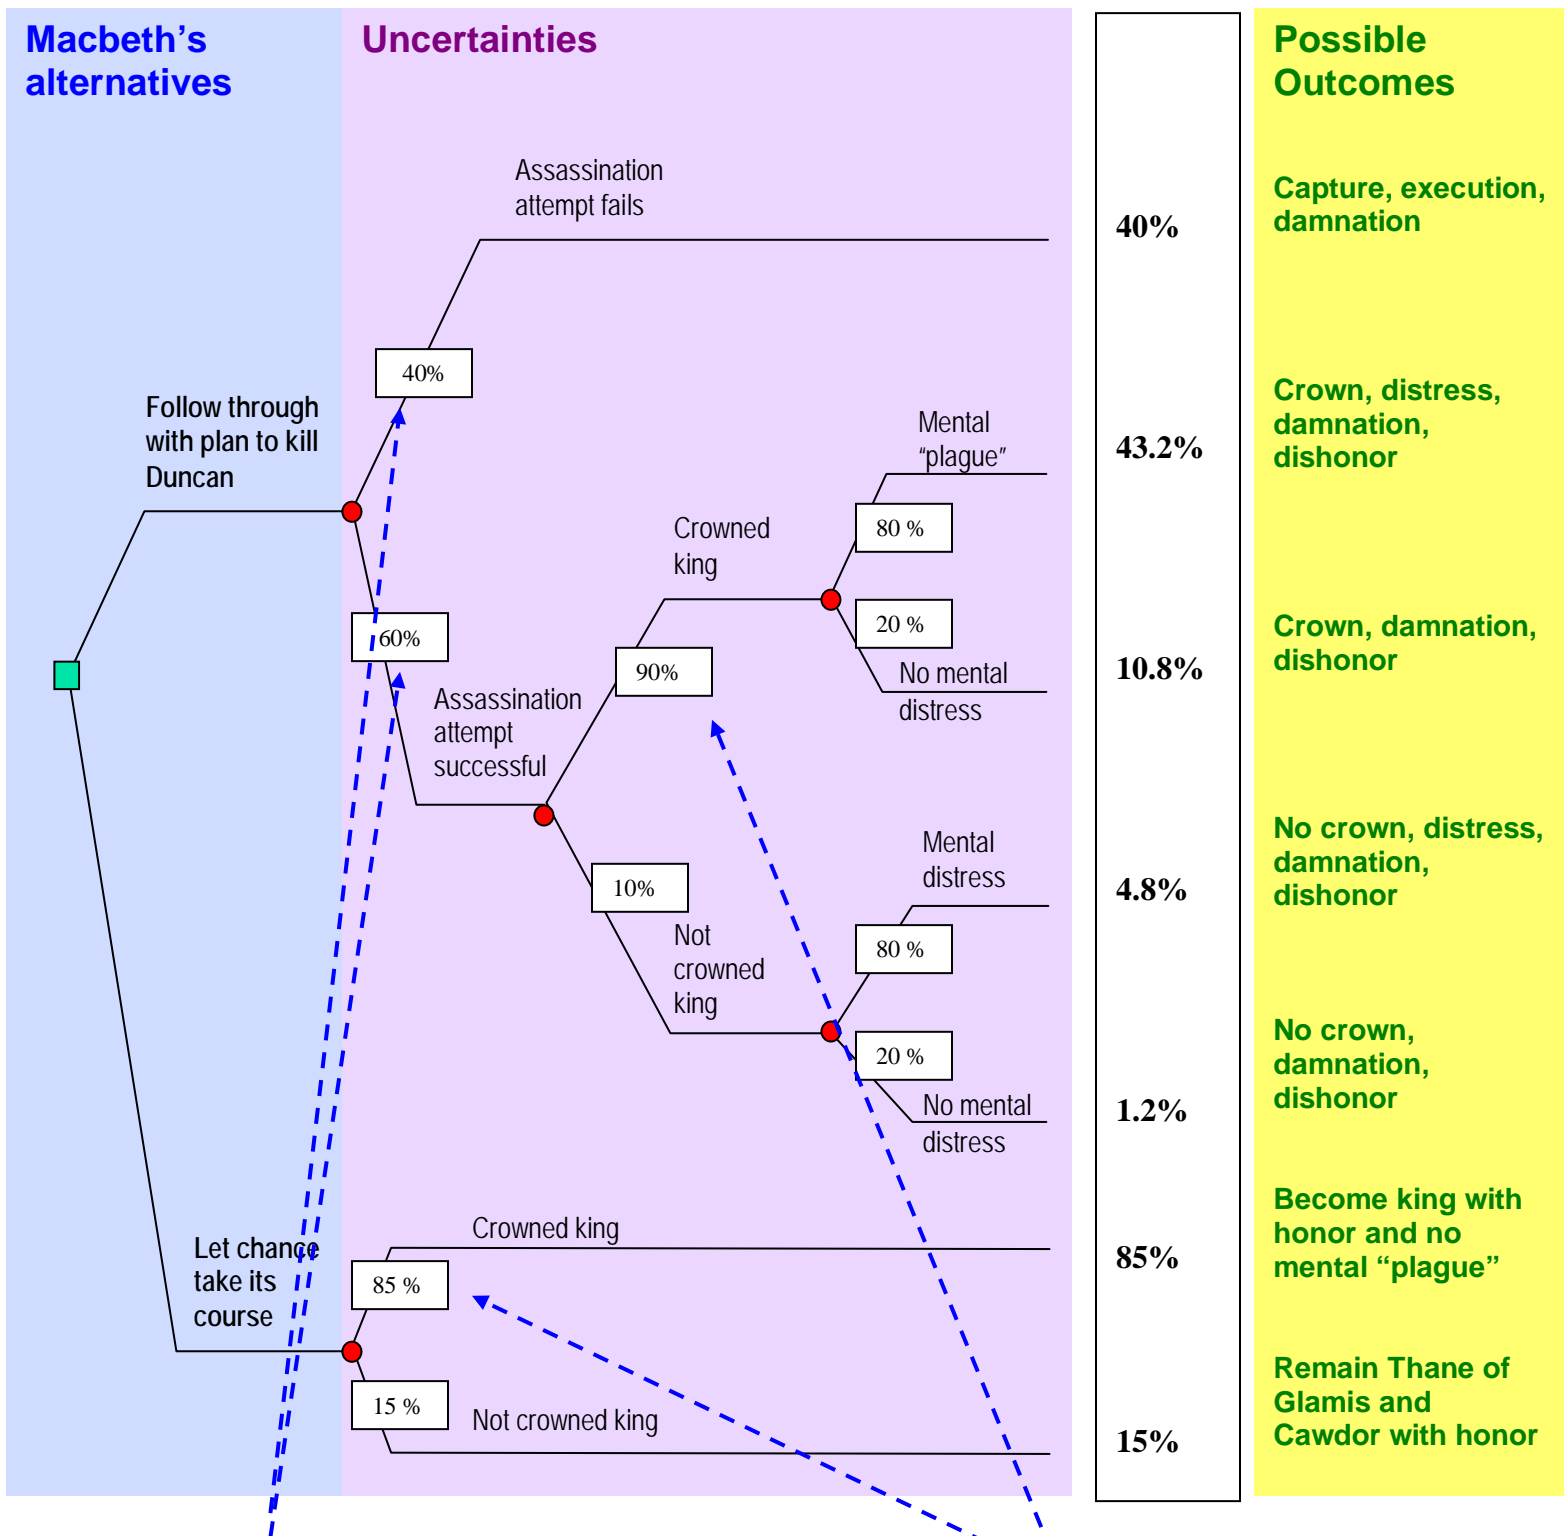 Macbeth's
alternatives
Uncertainties
Possible
Outcomes
Assassination
attempt fails
40%
Capture, execution,
damnation
40%
Follow through
with plan to kill
Duncan
Mental
"plague"
43.2%
Crown, distress,
damnation,
dishonor
80 %
Crowned
king
20 %
No mental
distress
10.8%
Crown, damnation,
dishonor
60%
90%
Assassination
attempt
successful
10%
Not
crowned
king
Mental
distress
4.8%
No crown, distress,
damnation,
dishonor
80 %
20 %
No mental
distress
1.2%
No crown,
damnation,
dishonor
Let chance
take its
course
Crowned king
85%
Become king with
honor and no
mental “plague”
85 %
15 %
Not crowned king
15%
Remain Thane of
Glamis and
Cawdor with honor